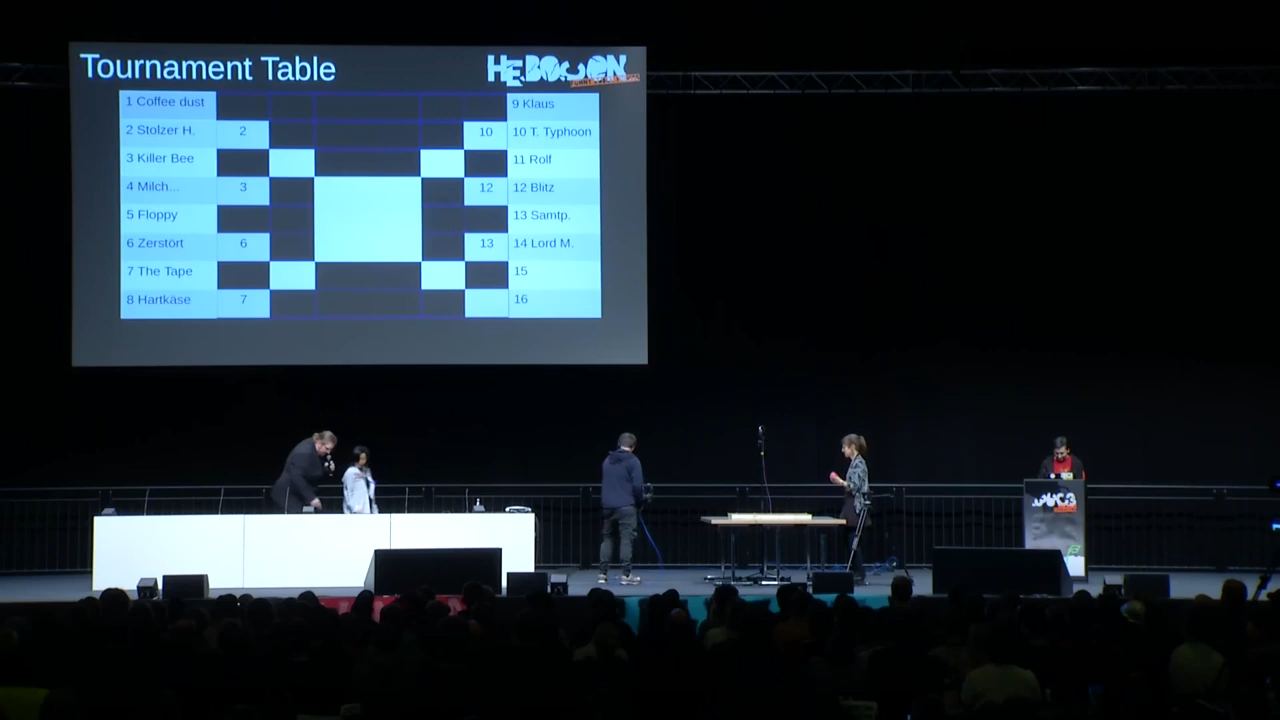 Tournament Table
HEBOCON
1 Coffee dust
9 Klaus
2 Stolzer H.
2
10
10 T. Typhoon
3 Killer Bee
11 Rolf
4 Milch...
3
12
12 Blitz
5 Floppy
13 Samtp.
6 Zerstört
6
13
14 Lord M.
7 The Tape
15
8 Hartkäse
7
16